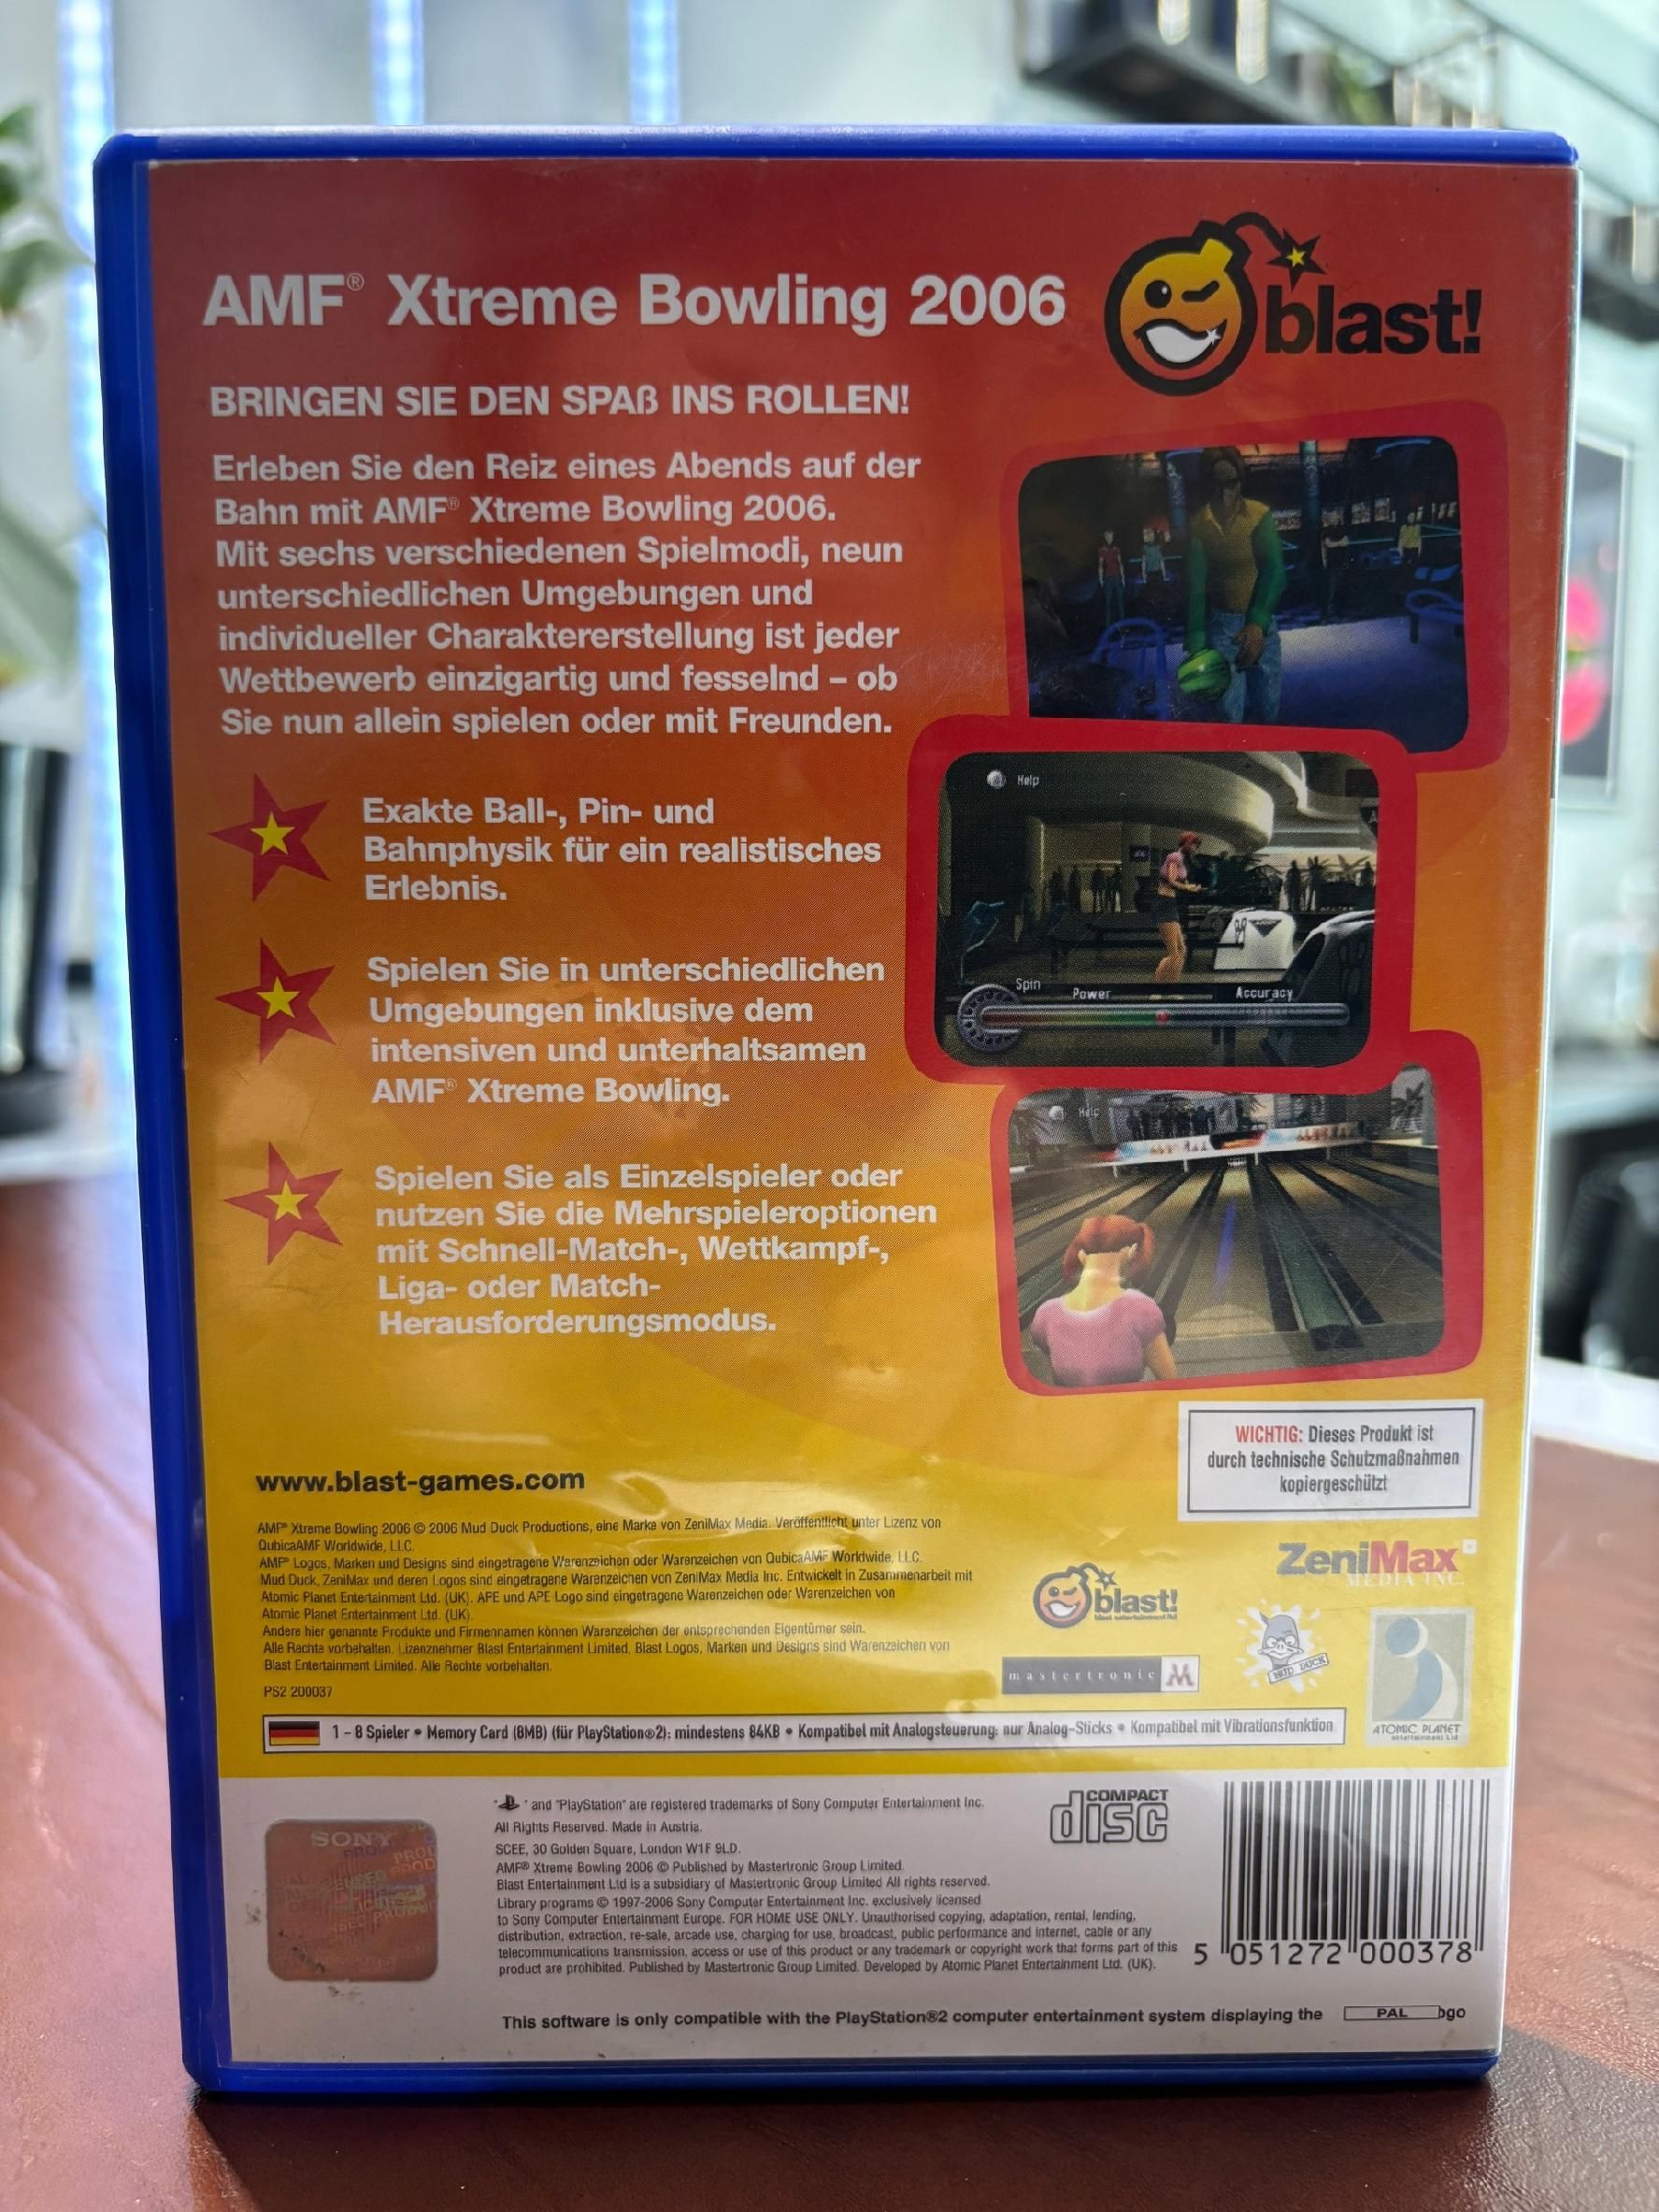 AMF® Xtreme Bowling 2006
blast!
BRINGEN SIE DEN SPAß INS ROLLEN!
Erleben Sie den Reiz eines Abends auf der
Bahn mit AMF® Xtreme Bowling 2006.
Mit sechs verschiedenen Spielmodi, neun
unterschiedlichen Umgebungen und
individueller Charaktererstellung ist jeder
Wettbewerb einzigartig und fesselnd – ob
Sie nun allein spielen oder mit Freunden.
Exakte Ball-, Pin- und
Bahnphysik für ein realistisches
Erlebnis.
Spielen Sie in unterschiedlichen
Umgebungen inklusive dem
intensiven und unterhaltsamen
AMF® Xtreme Bowling.
Spielen Sie als Einzelspieler oder
nutzen Sie die Mehrspieleroptionen
mit Schnell-Match-, Wettkampf-,
Liga- oder Match-
Herausforderungsmodus.
Help
Spin
Power
Accuracy
Help
WICHTIG: Dieses Produkt ist
durch technische Schutzmaßnahmen
kopiergeschützt
www.blast-games.com
AMF® Xtreme Bowling 2006 © 2006 Mud Duck Productions, eine Marke von ZeniMax Media. Veröffentlicht unter Lizenz von
QubicaAMF Worldwide, LLC.
AMF® Logos, Marken und Designs sind eingetragene Warenzeichen oder Warenzeichen von QubicaAMF Worldwide, LLC.
Mud Duck, ZeniMax und deren Logos sind eingetragene Warenzeichen von ZeniMax Media Inc. Entwickelt in Zusammenarbeit mit
Atomic Planet Entertainment Ltd. (UK). APE und APE Logo sind eingetragene Warenzeichen oder Warenzeichen von
Atomic Planet Entertainment Ltd. (UK).
Andere hier genannte Produkte und Firmennamen können Warenzeichen der entsprechenden Eigentümer sein.
Alle Rechte vorbehalten. Lizenznehmer Blast Entertainment Limited. Blast Logos, Marken und Designs sind Warenzeichen von
Blast Entertainment Limited. Alle Rechte vorbehalten.
PS2 200037
blast!
blast entertainment ltd
mastertronic M
ZeniMax
MEDIA INC.
MUD DUCK
ATOMIC PLANET
entertainment Ltd
1 – 8 Spieler • Memory Card (8MB) (für PlayStation®2): mindestens 84KB • Kompatibel mit Analogsteuerung: nur Analog-Sticks • Kompatibel mit Vibrationsfunktion
SONY
" " and "PlayStation" are registered trademarks of Sony Computer Entertainment Inc.
All Rights Reserved. Made in Austria.
SCEE, 30 Golden Square, London W1F 9LD.
AMF® Xtreme Bowling 2006 © Published by Mastertronic Group Limited.
Blast Entertainment Ltd is a subsidiary of Mastertronic Group Limited All rights reserved.
Library programs © 1997-2006 Sony Computer Entertainment Inc. exclusively licensed
to Sony Computer Entertainment Europe. FOR HOME USE ONLY. Unauthorised copying, adaptation, rental, lending,
distribution, extraction, re-sale, arcade use, charging for use, broadcast, public performance and internet, cable or any
telecommunications transmission, access or use of this product or any trademark or copyright work that forms part of this
product are prohibited. Published by Mastertronic Group Limited. Developed by Atomic Planet Entertainment Ltd. (UK).
COMPACT
disc
5 051272 000378
This software is only compatible with the PlayStation®2 computer entertainment system displaying the PAL ogo